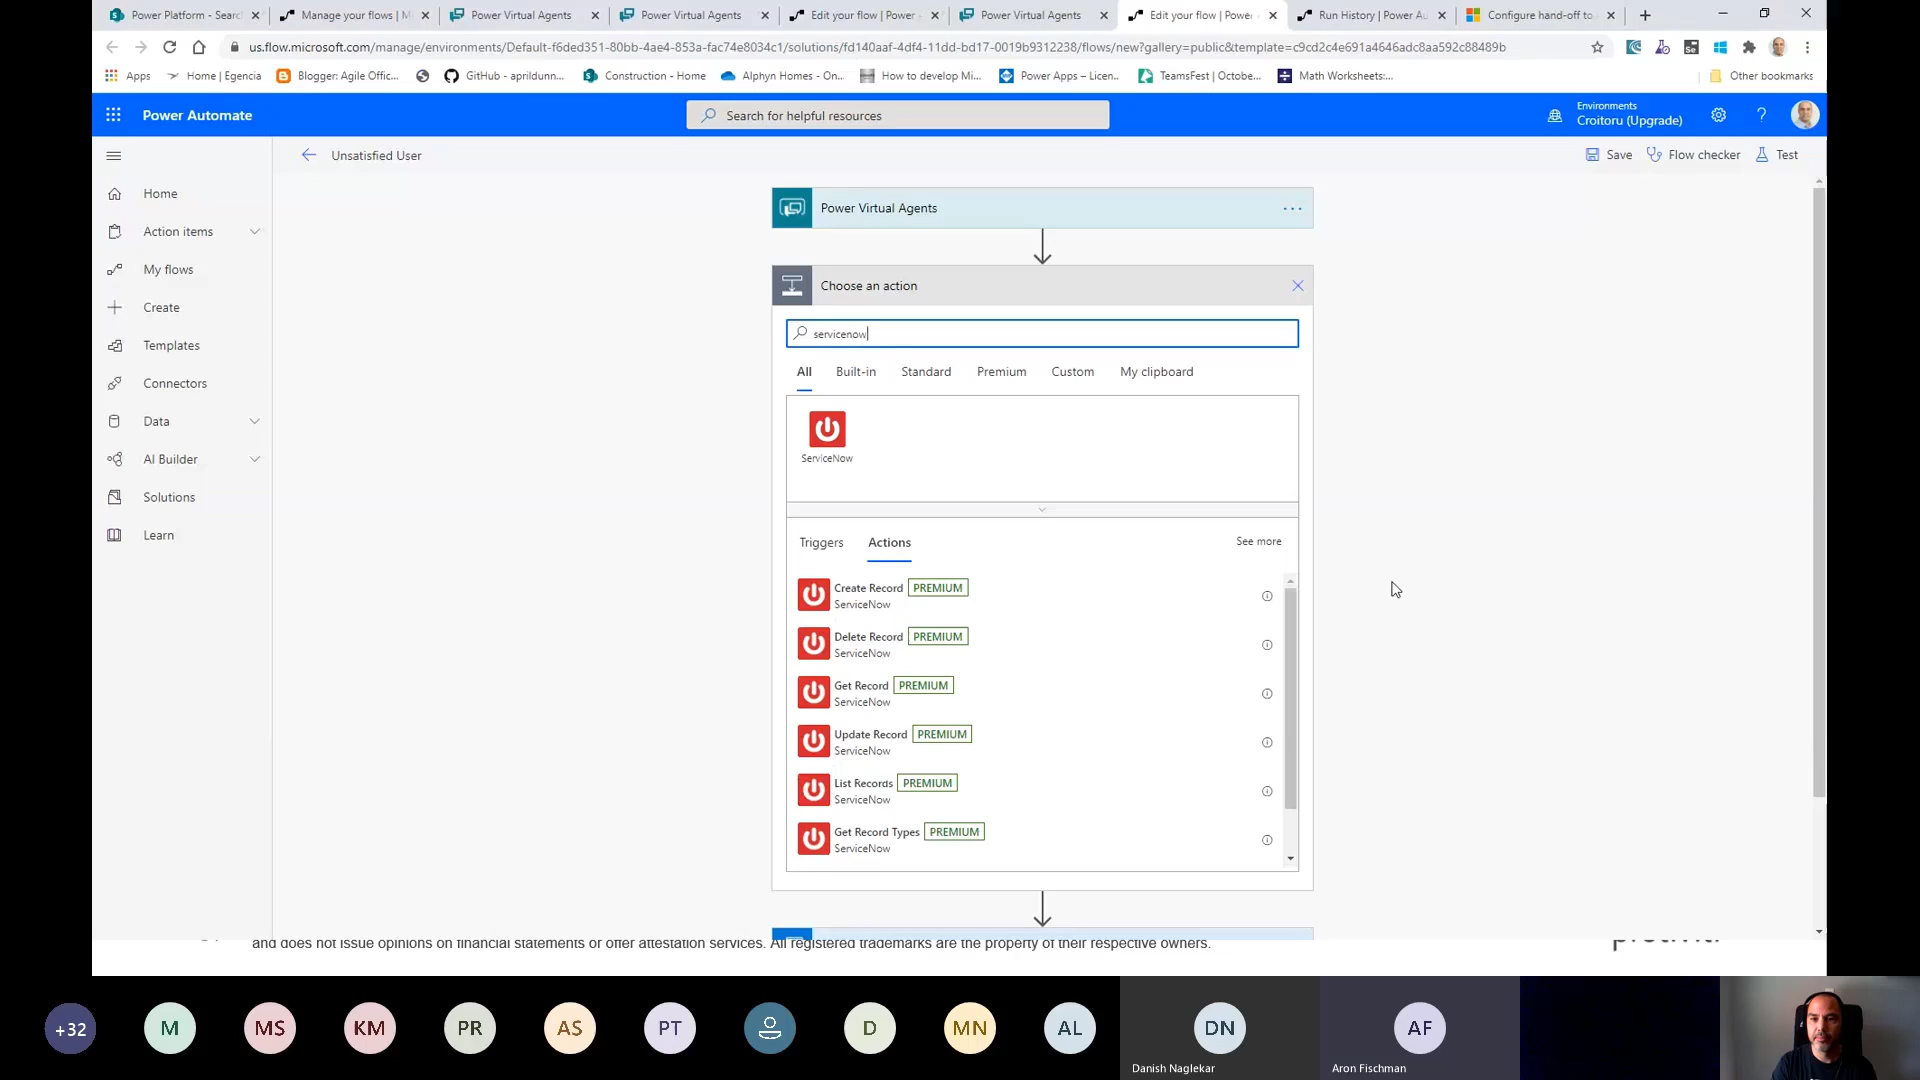 Power Platform - Searc
Manage your flows | M
Power Virtual Agents
Power Virtual Agents
Edit your flow | Power
Power Virtual Agents
Edit your flow | Power
Run History | Power Au
Configure hand-off to
us.flow.microsoft.com/manage/environments/Default-f6ded351-80bb-4ae4-853a-fac74e8034c1/solutions/fd140aaf-4df4-11dd-bd17-0019b9312238/flows/new?gallery=public&template=c9cd2c4e691a4646adc8aa592c88489b
Apps
Home | Egencia
Blogger: Agile Offic...
GitHub - aprildunn...
Construction - Home
Alphyn Homes - On...
How to develop Mi...
Power Apps – Licen...
TeamsFest | Octobe...
Math Worksheets:...
Other bookmarks
Power Automate
Search for helpful resources
Environments
Croitoru (Upgrade)
Unsatisfied User
Save
Flow checker
Test
Home
Action items
My flows
Create
Templates
Connectors
Data
AI Builder
Solutions
Learn
Power Virtual Agents
Choose an action
servicenow
All
Built-in
Standard
Premium
Custom
My clipboard
ServiceNow
Triggers
Actions
See more
Create Record PREMIUM
ServiceNow
Delete Record PREMIUM
ServiceNow
Get Record PREMIUM
ServiceNow
Update Record PREMIUM
ServiceNow
List Records PREMIUM
ServiceNow
Get Record Types PREMIUM
ServiceNow
and does not issue opinions on financial statements or offer attestation services. All registered trademarks are the property of their respective owners.
+32
M
MS
KM
PR
AS
PT
D
MN
AL
DN
AF
Danish Naglekar
Aron Fischman